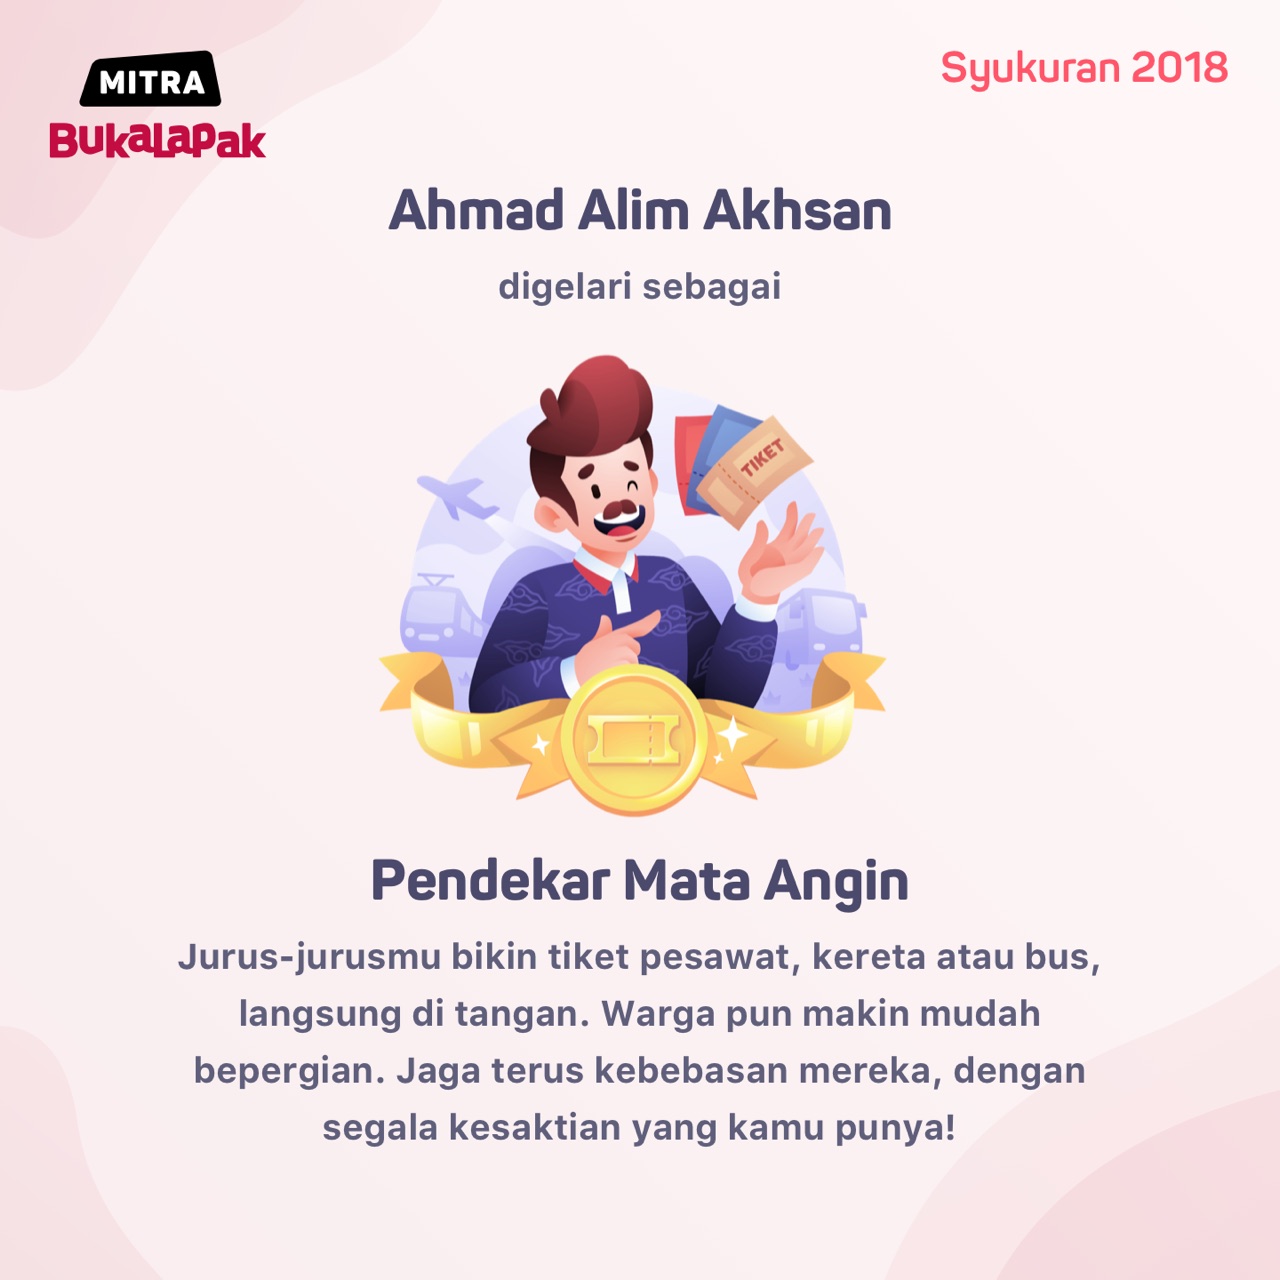 MITRA
Bukalapak
Syukuran 2018
Ahmad Alim Akhsan
digelari sebagai
TIKET
Pendekar Mata Angin
Jurus-jurusmu bikin tiket pesawat, kereta atau bus,
langsung di tangan. Warga pun makin mudah
bepergian. Jaga terus kebebasan mereka, dengan
segala kesaktian yang kamu punya!